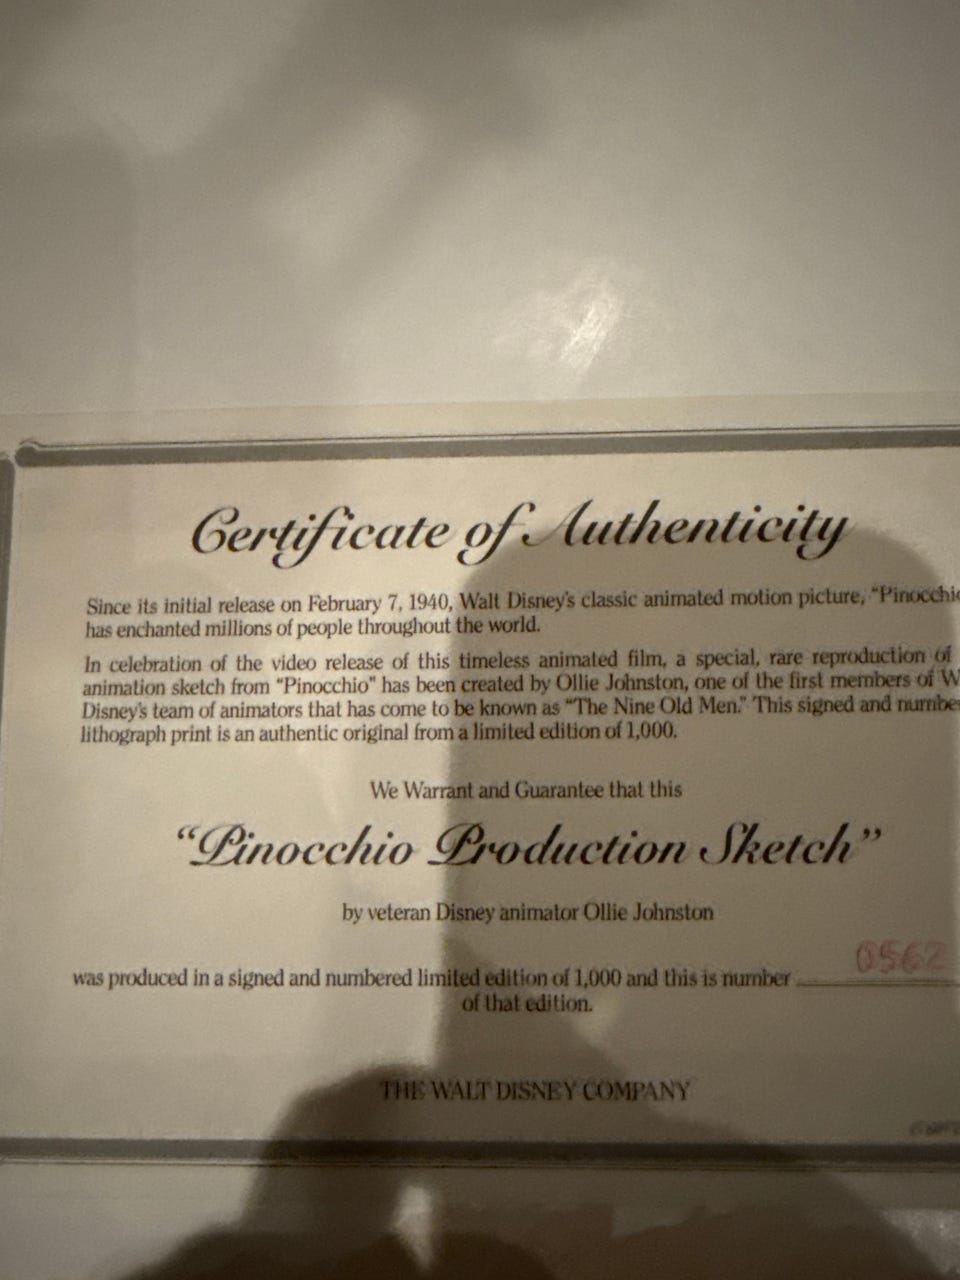 Certificate of Authenticity
Since its initial release on February 7, 1940, Walt Disney's classic animated motion picture, "Pinocchio
has enchanted millions of people throughout the world.
In celebration of the video release of this timeless animated film, a special, rare reproduction of
animation sketch from "Pinocchio" has been created by Ollie Johnston, one of the first members of W
Disney's team of animators that has come to be known as "The Nine Old Men." This signed and numbe
lithograph print is an authentic original from a limited edition of 1,000.
We Warrant and Guarantee that this
"Pinocchio Production Sketch"
by veteran Disney animator Ollie Johnston
was produced in a signed and numbered limited edition of 1,000 and this is number 0562
of that edition.
THE WALT DISNEY COMPANY